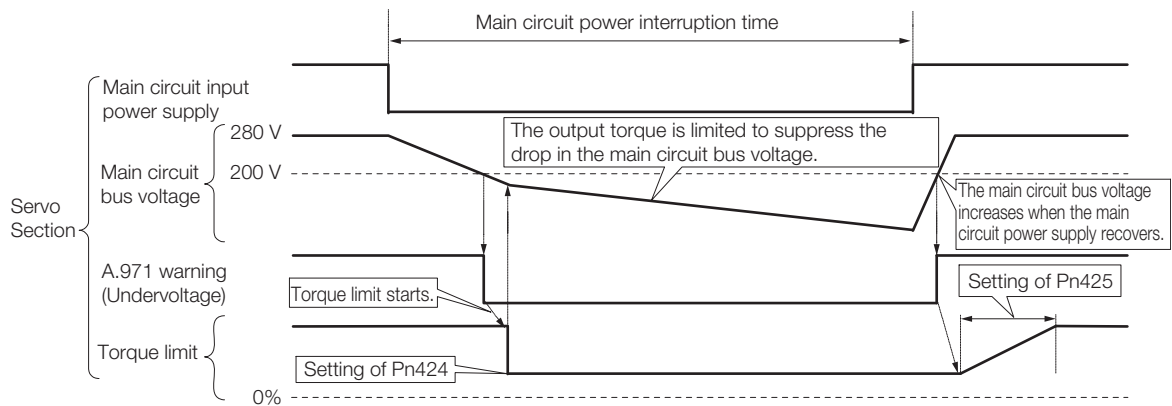 Main circuit power interruption time
Main circuit input
power supply
280 V
The output torque is limited to suppress the
drop in the main circuit bus voltage.
Main circuit
bus voltage
200 V
The main circuit bus voltage
increases when the main
circuit power supply recovers.
Servo
Section
A.971 warning
(Undervoltage)
Torque limit starts.
Setting of Pn425
Torque limit
Setting of Pn424
0%